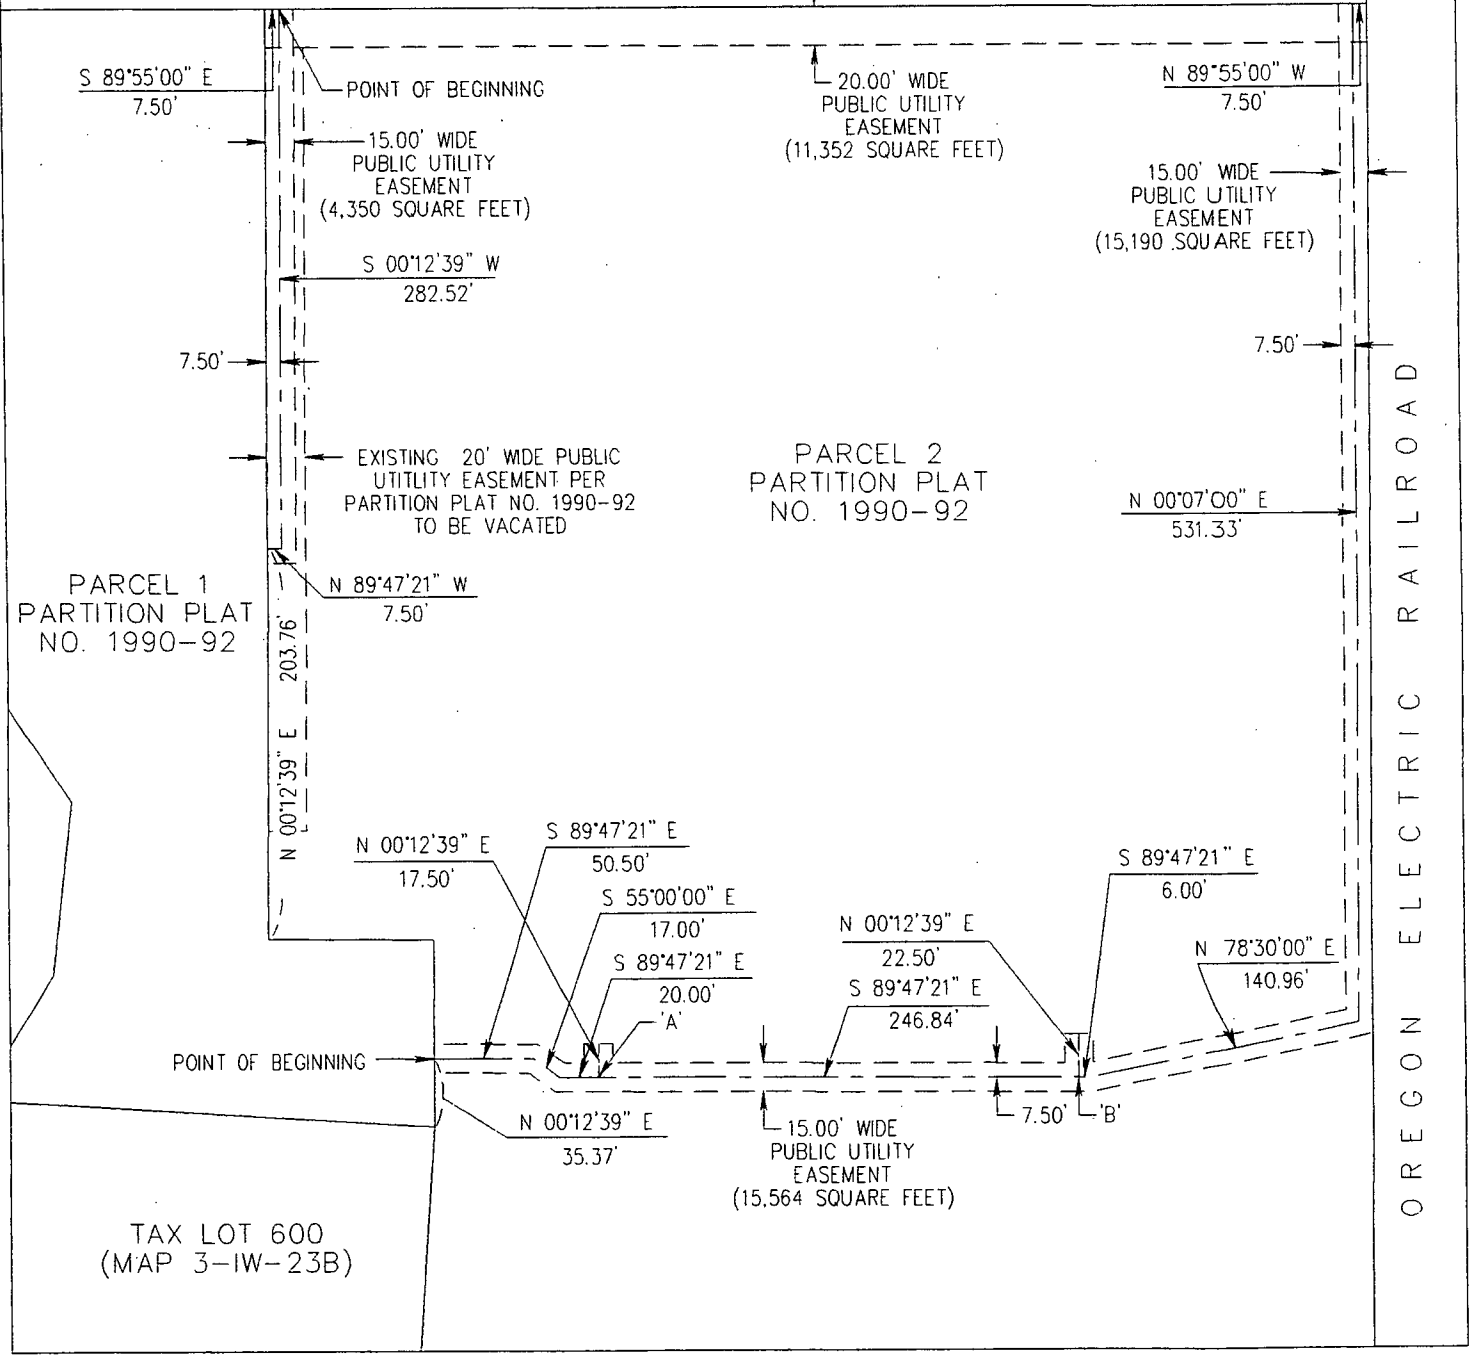 S 89°55'00" E
7.50'
POINT OF BEGINNING
20.00' WIDE
PUBLIC UTILITY
EASEMENT
(11,352 SQUARE FEET)
N 89°55'00" W
7.50'
15.00' WIDE
PUBLIC UTILITY
EASEMENT
(4,350 SQUARE FEET)
15.00' WIDE
PUBLIC UTILITY
EASEMENT
(15,190 SQUARE FEET)
S 00°12'39" W
282.52'
7.50'
7.50'
EXISTING 20' WIDE PUBLIC
UTITLITY EASEMENT PER
PARTITION PLAT NO. 1990-92
TO BE VACATED
PARCEL 2
PARTITION PLAT
NO. 1990-92
N 00°07'00" E
531.33'
OREGON ELECTRIC RAILROAD
PARCEL 1
PARTITION PLAT
NO. 1990-92
N 89°47'21" W
7.50'
N 00°12'39" E 203.76'
N 00°12'39" E
17.50'
S 89°47'21" E
50.50'
S 55°00'00" E
17.00'
S 89°47'21" E
20.00'
'A'
N 00°12'39" E
22.50'
S 89°47'21" E
246.84'
S 89°47'21" E
6.00'
N 78°30'00" E
140.96'
POINT OF BEGINNING
N 00°12'39" E
35.37'
15.00' WIDE
PUBLIC UTILITY
EASEMENT
(15,564 SQUARE FEET)
7.50'
'B'
TAX LOT 600
(MAP 3-1W-23B)